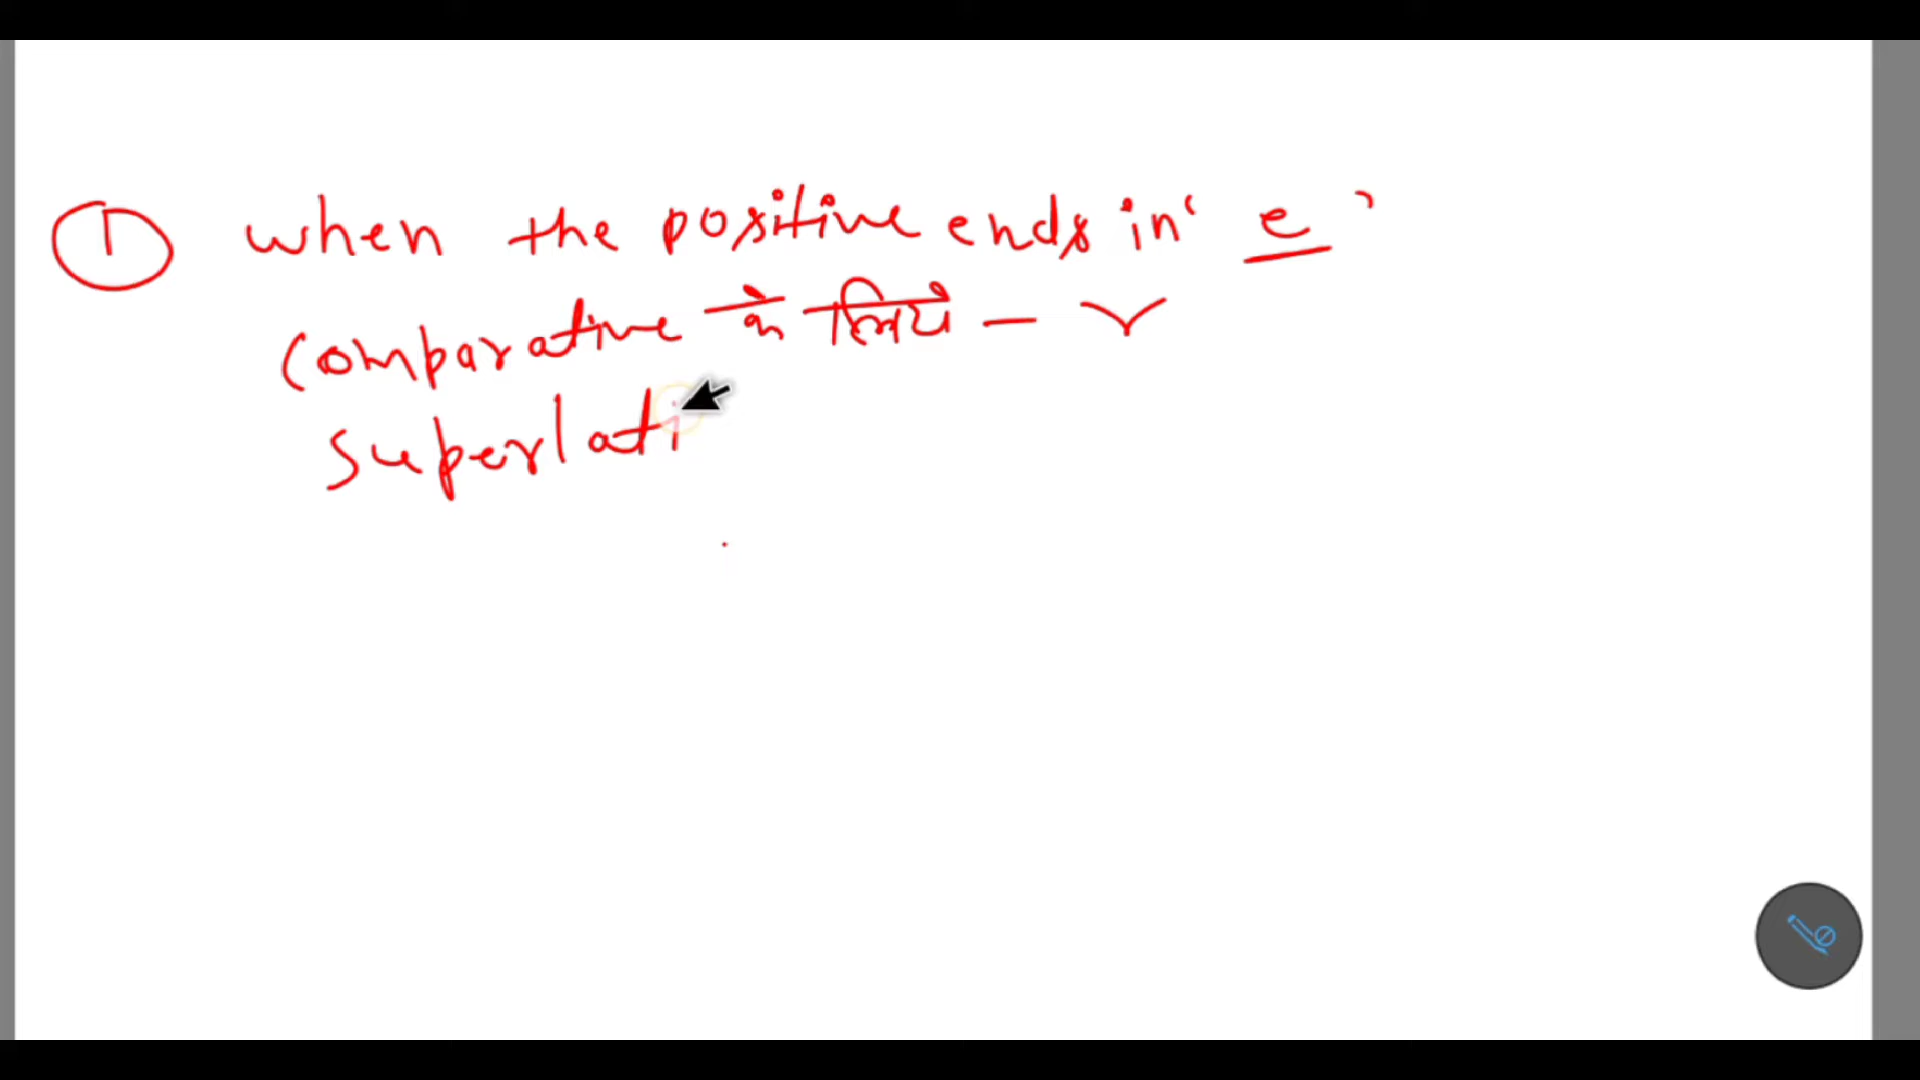 ① when the positive ends in ‘e’
Comparative के लिये – r
Superlati